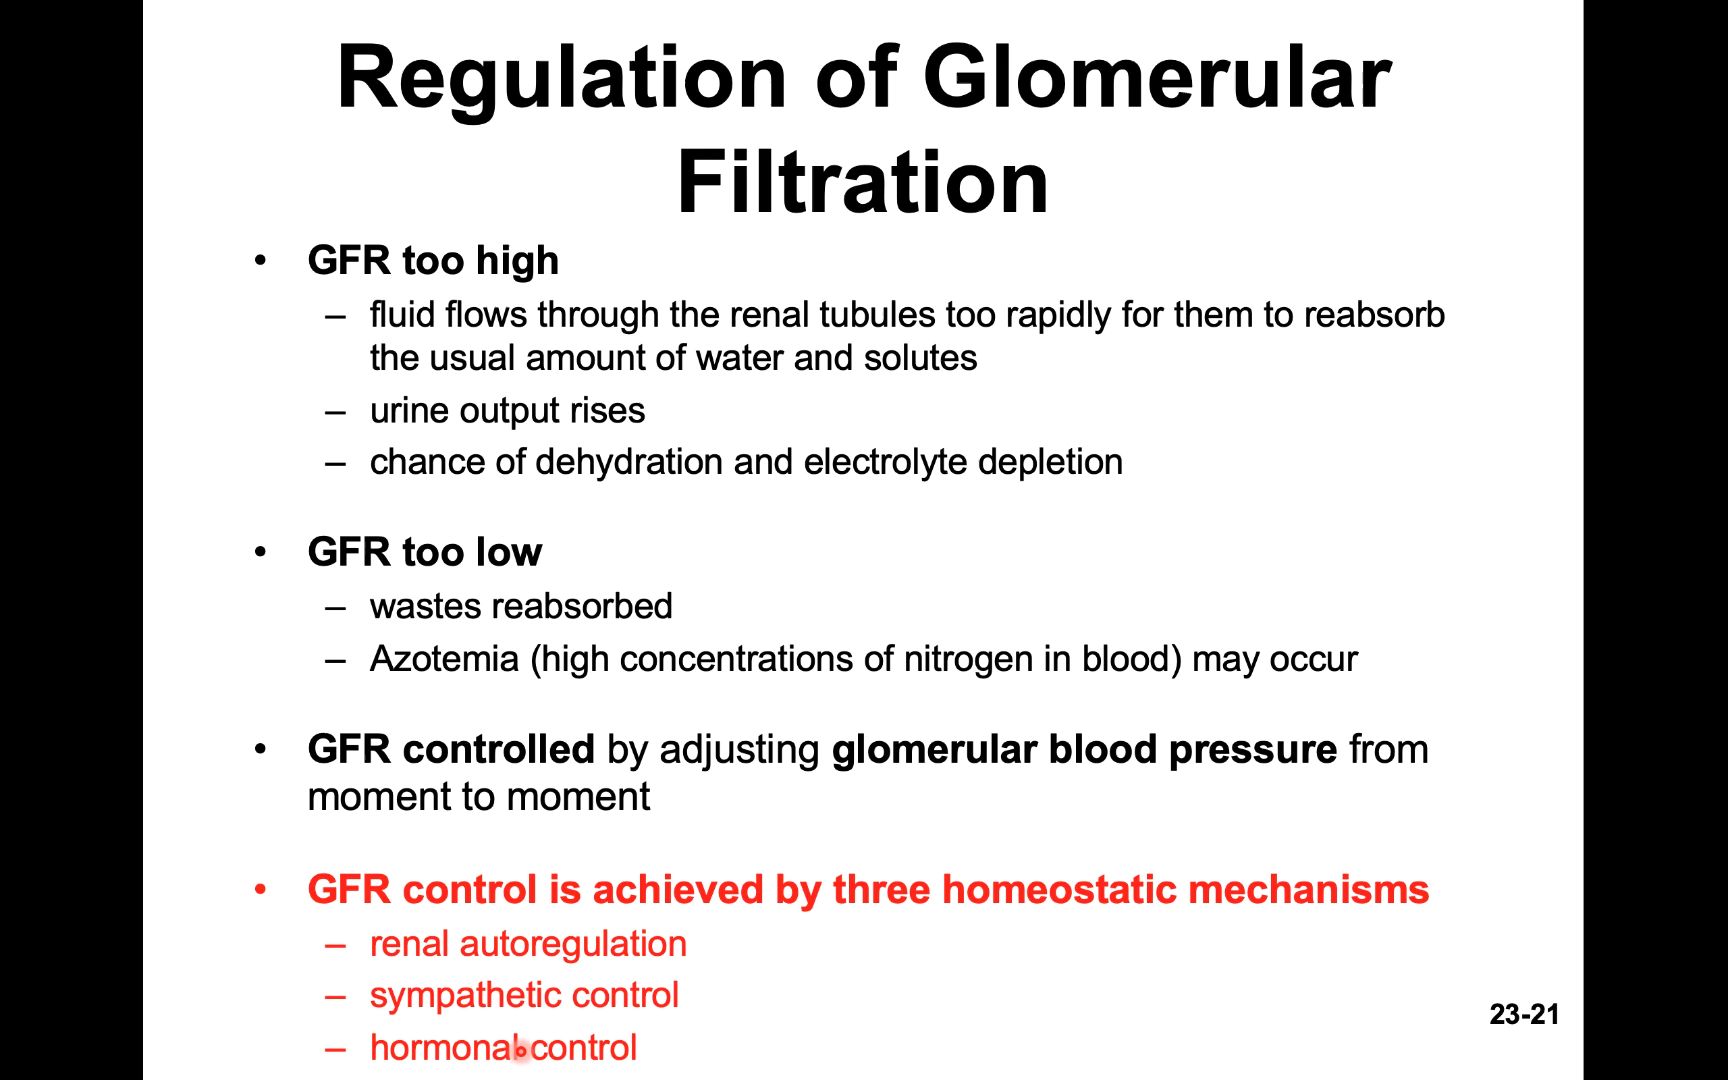 Regulation of Glomerular
Filtration
• GFR too high
– fluid flows through the renal tubules too rapidly for them to reabsorb
the usual amount of water and solutes
– urine output rises
– chance of dehydration and electrolyte depletion
• GFR too low
– wastes reabsorbed
– Azotemia (high concentrations of nitrogen in blood) may occur
• GFR controlled by adjusting glomerular blood pressure from
moment to moment
• GFR control is achieved by three homeostatic mechanisms
– renal autoregulation
– sympathetic control
– hormonal control
23-21